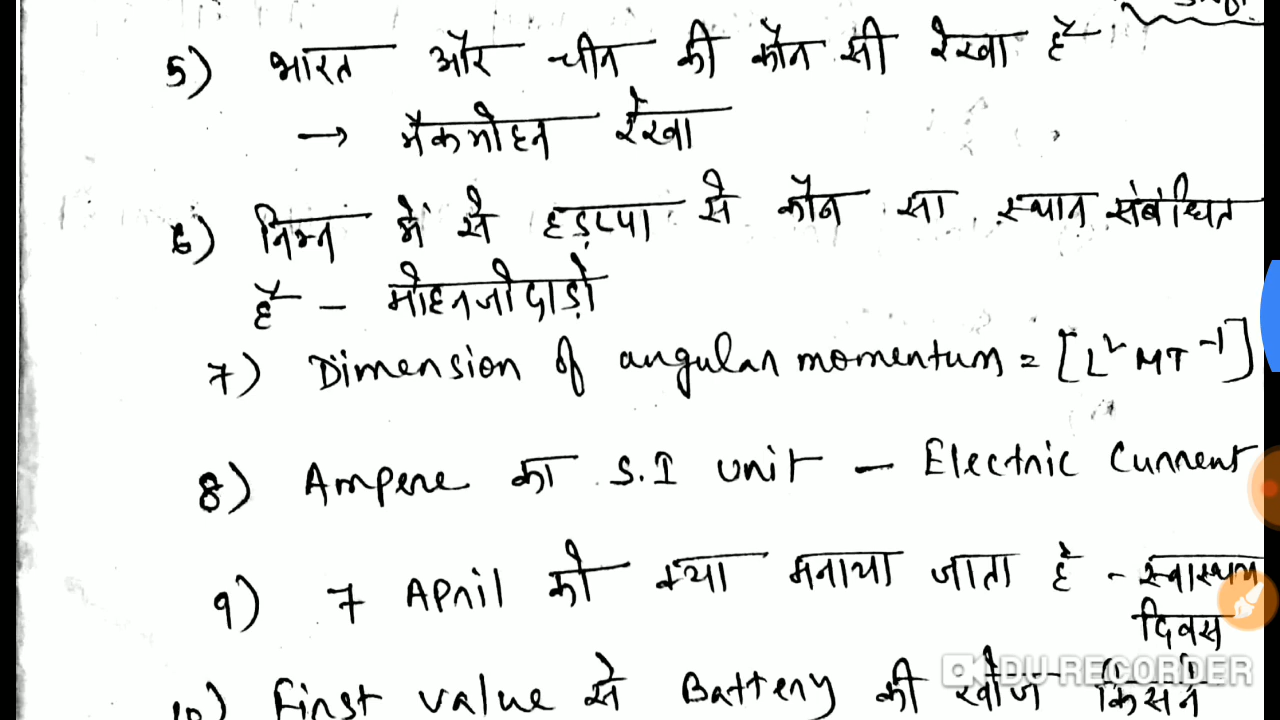 5) भारत और चीन की कौन सी रेखा है
→ मैकमोहन रेखा
6) निम्न में से हड़प्पा से कौन सा स्थान संबंधित
है - मोहनजोदाड़ो
7) Dimension of angular momentum = [L² MT⁻¹]
8) Ampere का S.I unit - Electric Current
9) 7 April को क्या मनाया जाता है - स्वास्थ्य
दिवस
10) First value से Battery की खोज किसने
DU RECORDER